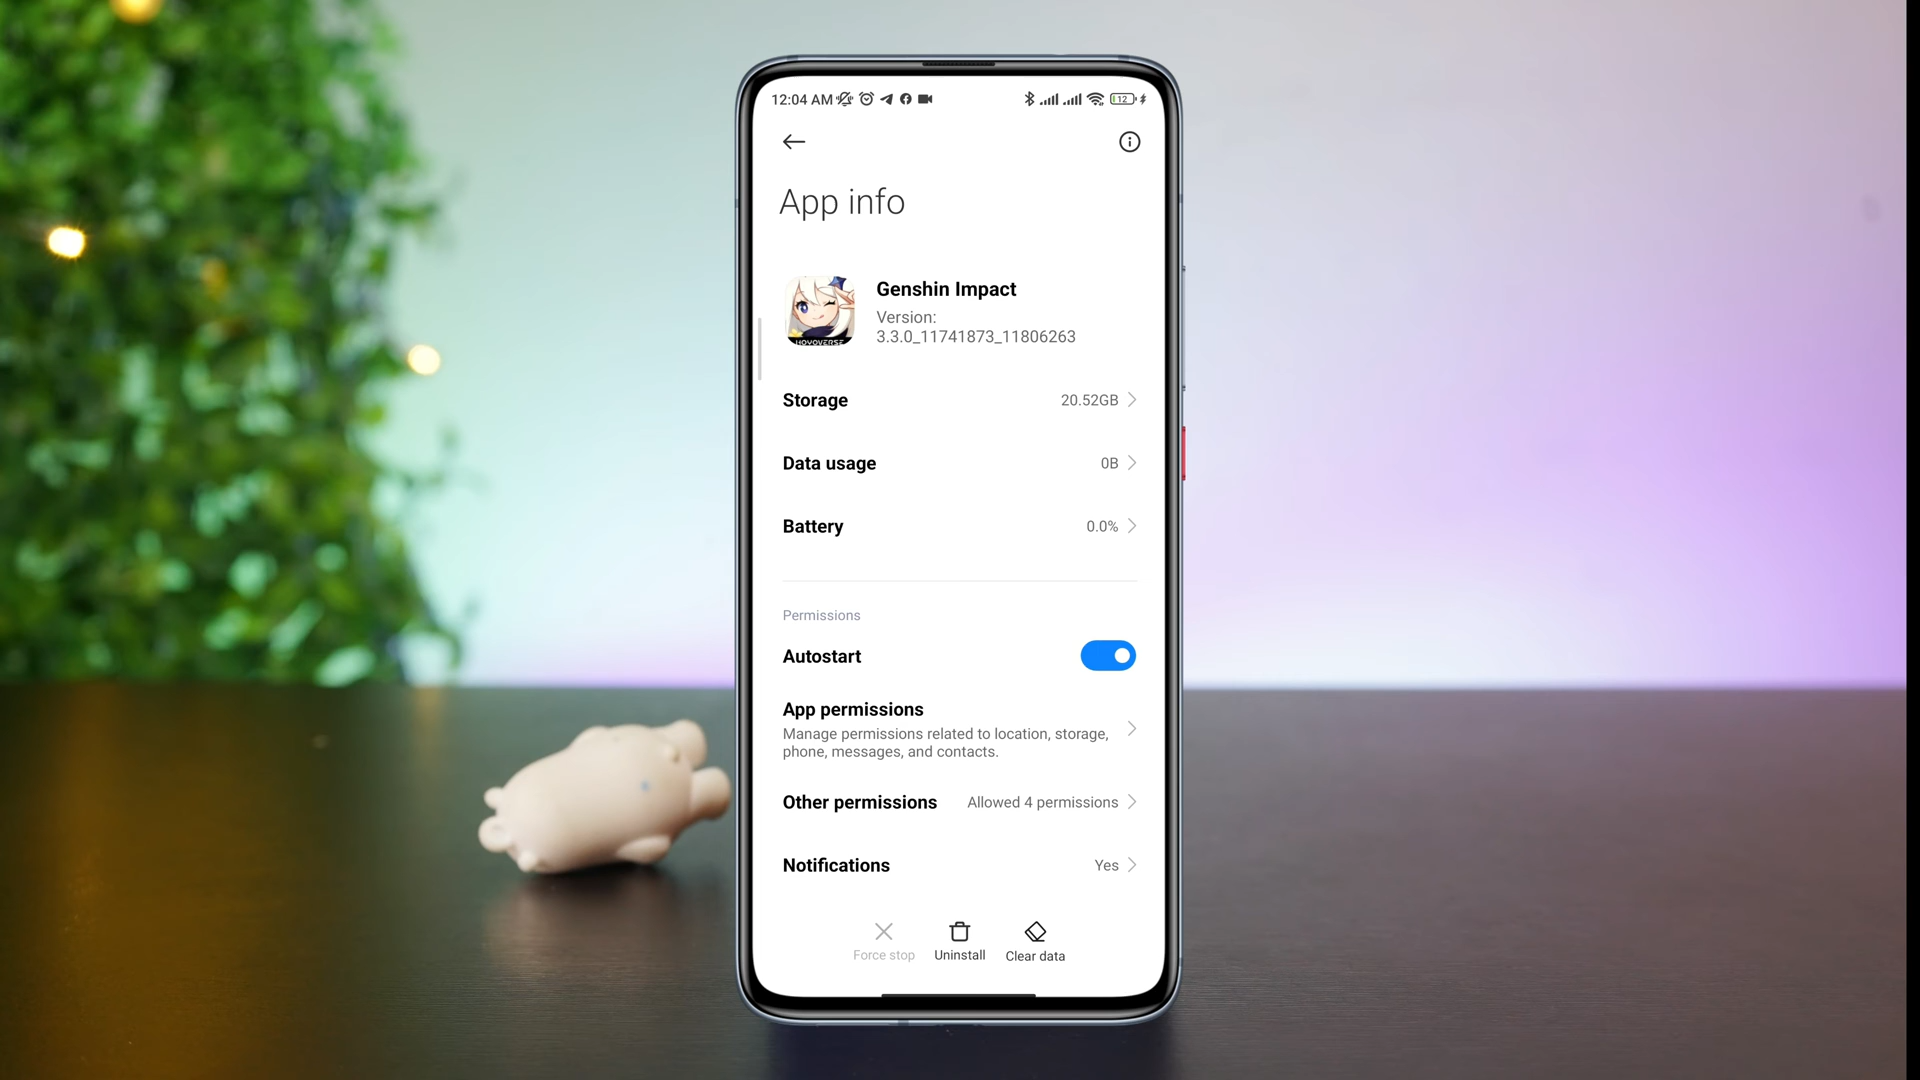 12:04 AM
12
App info
Genshin Impact
Version:
3.3.0_11741873_11806263
HOYOVERSE
Storage 20.52GB
Data usage 0B
Battery 0.0%
Permissions
Autostart
App permissions
Manage permissions related to location, storage,
phone, messages, and contacts.
Other permissions Allowed 4 permissions
Notifications Yes
Force stop Uninstall Clear data